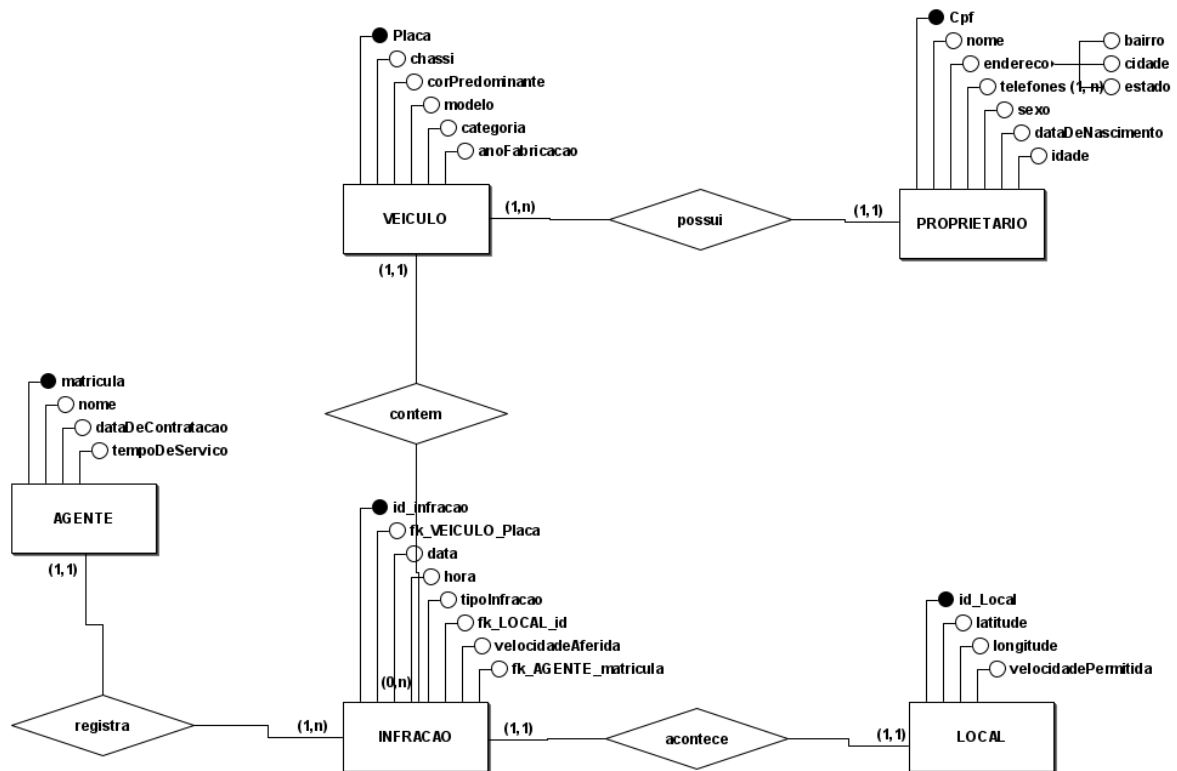 Cpf
nome
endereco
bairro
cidade
telefones (1, n)
estado
sexo
dataDeNascimento
idade
PROPRIETARIO
Placa
chassi
corPredominante
modelo
categoria
anoFabricacao
VEICULO
(1,n)
possui
(1,1)
(1,1)
contem
matricula
nome
dataDeContratacao
tempoDeServico
AGENTE
(1,1)
registra
(1,n)
id_infracao
fk_VEICULO_Placa
data
hora
tipoInfracao
fk_LOCAL_id
velocidadeAferida
fk_AGENTE_matricula
(0,n)
INFRACAO
(1,1)
acontece
(1,1)
id_Local
latitude
longitude
velocidadePermitida
LOCAL